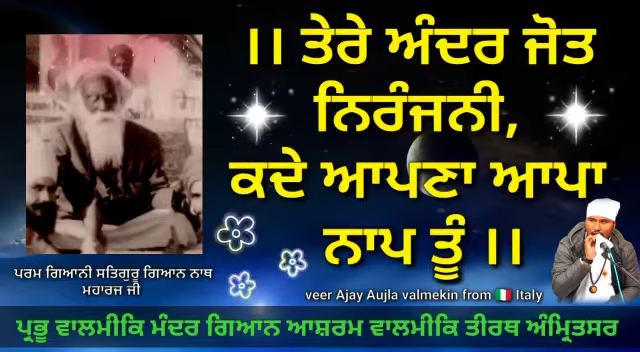 ।। ਤੇਰੇ ਅੰਦਰ ਜੋਤ
ਨਿਰੰਜਨੀ,
ਕਦੇ ਆਪਣਾ ਆਪਾ
ਨਾਪ ਤੂੰ ।।
ਪਰਮ ਗਿਆਨੀ ਸਤਿਗੁਰੂ ਗਿਆਨ ਨਾਥ
ਮਹਾਰਜ ਜੀ
veer Ajay Aujla valmekin from 🇮🇹 Italy
ਪ੍ਰਭੂ ਵਾਲਮੀਕਿ ਮੰਦਰ ਗਿਆਨ ਆਸ਼ਰਮ ਵਾਲਮੀਕਿ ਤੀਰਥ ਅੰਮ੍ਰਿਤਸਰ